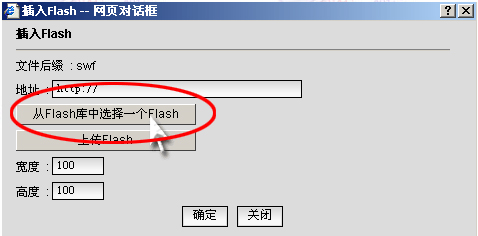 插入Flash -- 网页对话框
插入Flash
文件后缀 : swf
地址 : http://
从Flash库中选择一个Flash
上传Flash
宽度 : 100
高度 : 100
确定 关闭